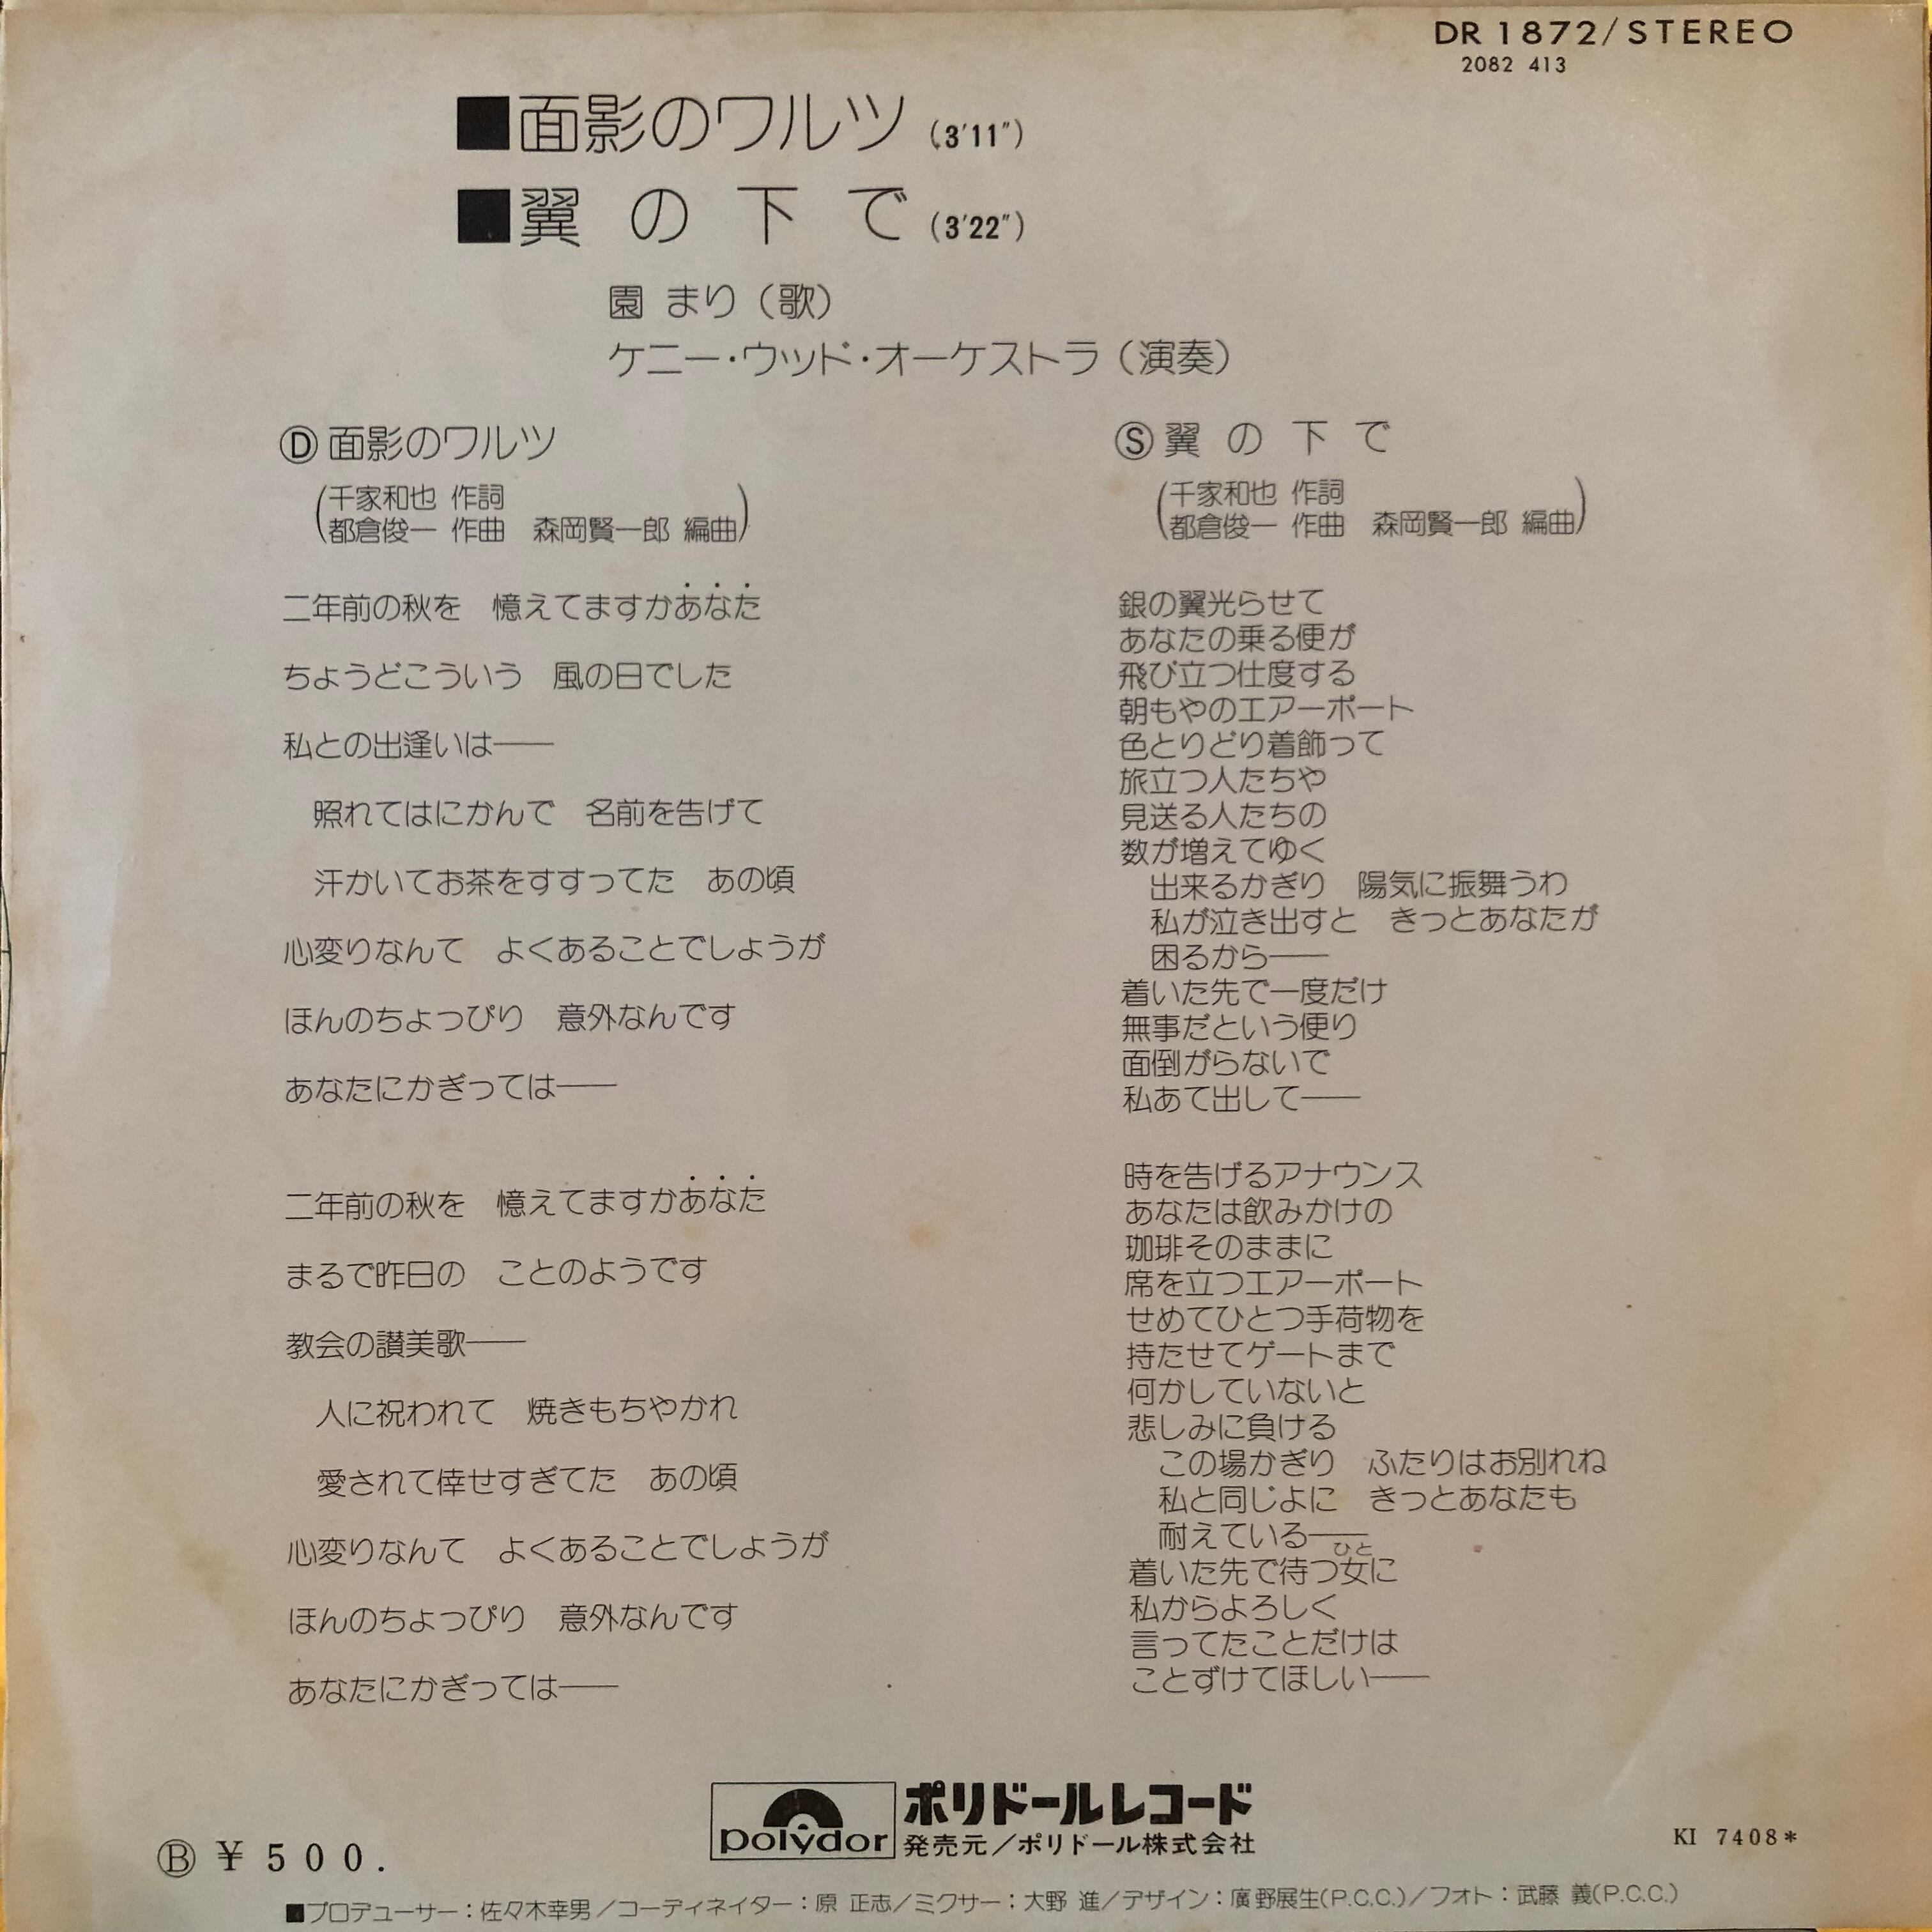 DR 1872/STEREO
2082 413
■面影のワルツ(3′11″)
■翼の下で(3′22″)
園 まり(歌)
ケニー・ウッド・オーケストラ(演奏)
Ⓓ面影のワルツ
(千家和也 作詞
都倉俊一 作曲 森岡賢一郎 編曲)
二年前の秋を 憶えてますかあなた
ちょうどこういう 風の日でした
私との出逢いは──
照れてはにかんで 名前を告げて
汗かいてお茶をすすってた あの頃
心変りなんて よくあることでしょうが
ほんのちょっぴり 意外なんです
あなたにかぎっては──
二年前の秋を 憶えてますかあなた
まるで昨日の ことのようです
教会の讃美歌──
人に祝われて 焼きもちやかれ
愛されて倖せすぎてた あの頃
心変りなんて よくあることでしょうが
ほんのちょっぴり 意外なんです
あなたにかぎっては──
Ⓢ翼の下で
(千家和也 作詞
都倉俊一 作曲 森岡賢一郎 編曲)
銀の翼光らせて
あなたの乗る便が
飛び立つ仕度する
朝もやのエアーポート
色とりどり着飾って
旅立つ人たちや
見送る人たちの
数が増えてゆく
出来るかぎり 陽気に振舞うわ
私が泣き出すと きっとあなたが
困るから──
着いた先で一度だけ
無事だという便り
面倒がらないで
私あて出して──
時を告げるアナウンス
あなたは飲みかけの
珈琲そのままに
席を立つエアーポート
せめてひとつ手荷物を
持たせてゲートまで
何かしていないと
悲しみに負ける
この場かぎり ふたりはお別れね
私と同じよに きっとあなたも
耐えている──
ひと
着いた先で待つ女に
私からよろしく
言ってたことだけは
ことずけてほしい──
polydor
ポリドールレコード
発売元/ポリドール株式会社
Ⓑ ¥500.
KI 7408*
■プロデューサー:佐々木幸男/コーディネイター:原 正志/ミクサー:大野 進/デザイン:廣野展生(P.C.C.)/フォト:武藤 義(P.C.C.)